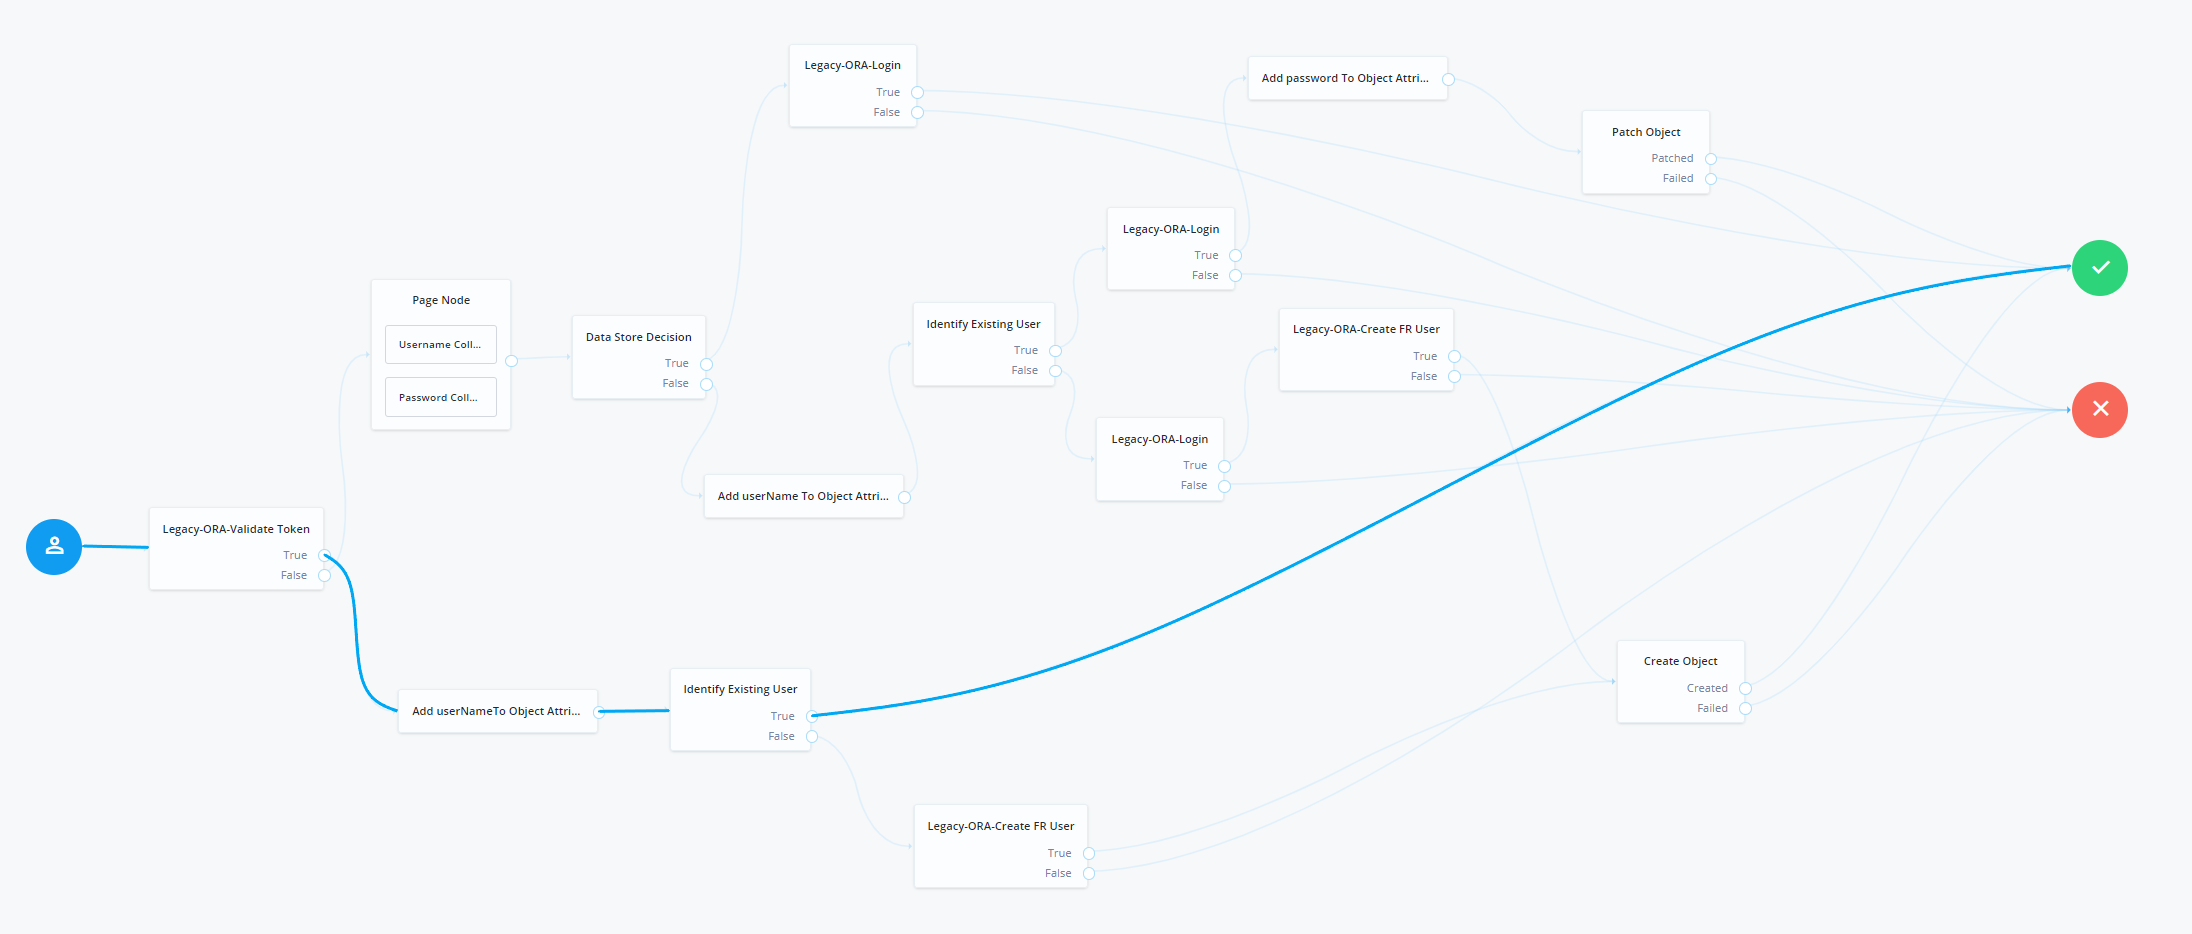 Legacy-ORA-Login
True
False
Add password To Object Attri...
Patch Object
Patched
Failed
Legacy-ORA-Login
True
False
Page Node
Username Coll...
Password Coll...
Data Store Decision
True
False
Identify Existing User
True
False
Legacy-ORA-Create FR User
True
False
Legacy-ORA-Login
True
False
Add userName To Object Attri...
Legacy-ORA-Validate Token
True
False
Add userNameTo Object Attri...
Identify Existing User
True
False
Create Object
Created
Failed
Legacy-ORA-Create FR User
True
False